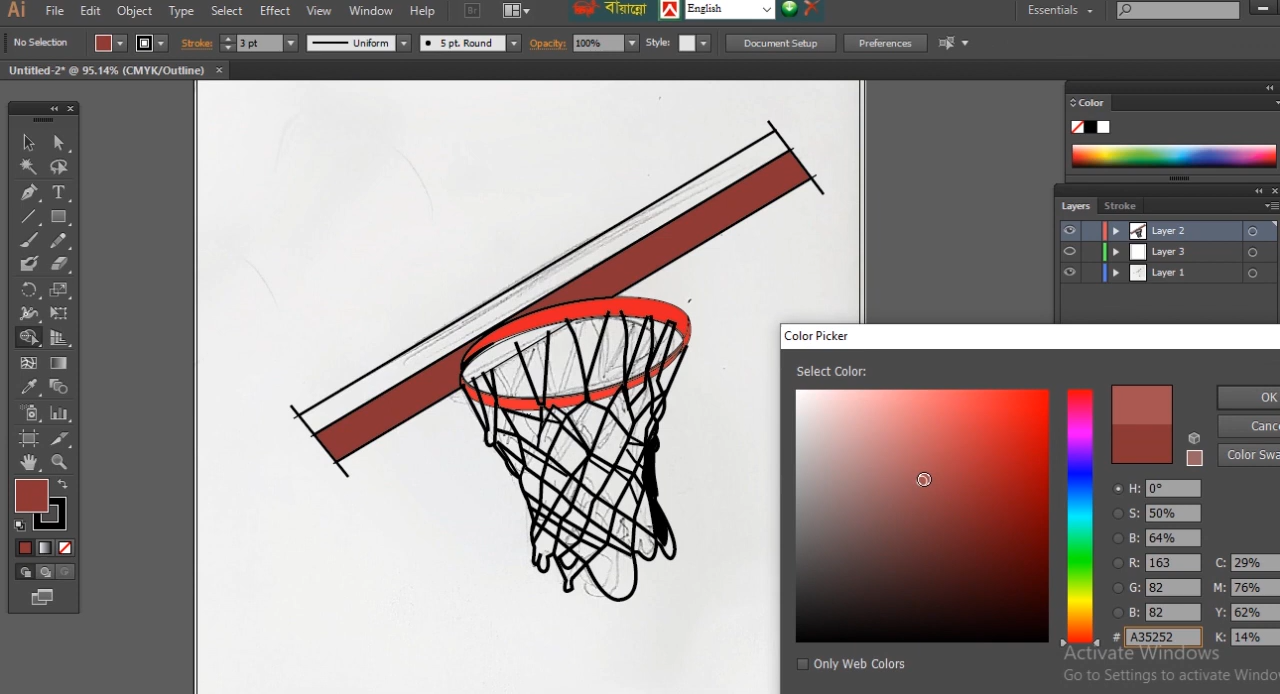 Ai File Edit Object Type Select Effect View Window Help Br বাঁয়ান্নো English Essentials
No Selection Stroke: 3 pt Uniform 5 pt. Round Opacity: 100% Style: Document Setup Preferences
Untitled-2* @ 95.14% (CMYK/Outline) ×
Color
Layers Stroke
Layer 2
Layer 3
Layer 1
T
Color Picker
Select Color:
OK
Cance
Color Swa
H: 0°
S: 50%
B: 64%
R: 163 C: 29%
G: 82 M: 76%
B: 82 Y: 62%
# A35252 K: 14%
Only Web Colors
Activate Windows
Go to Settings to activate Windo